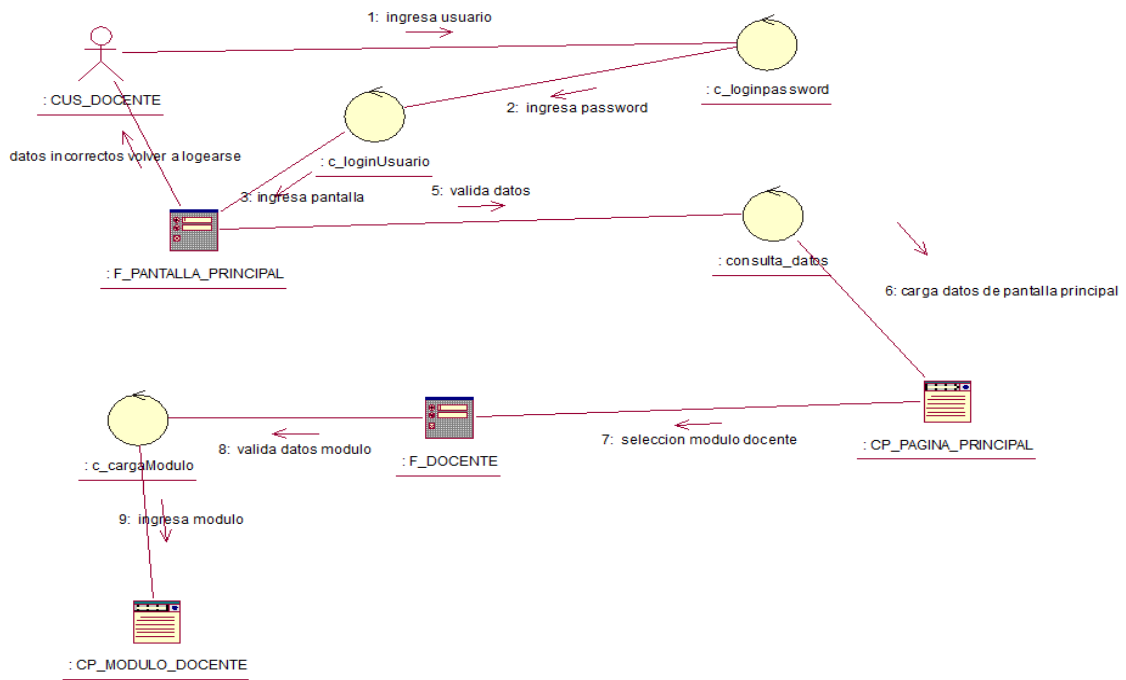 1: ingresa usuario
: CUS_DOCENTE
: c_loginpassword
2: ingresa password
datos incorrectos volver a logearse
: c_loginUsuario
3: ingresa pantalla
5: valida datos
: F_PANTALLA_PRINCIPAL
: consulta_datos
6: carga datos de pantalla principal
7: seleccion modulo docente
: CP_PAGINA_PRINCIPAL
8: valida datos modulo
: F_DOCENTE
: c_cargaModulo
9: ingresa modulo
: CP_MODULO_DOCENTE